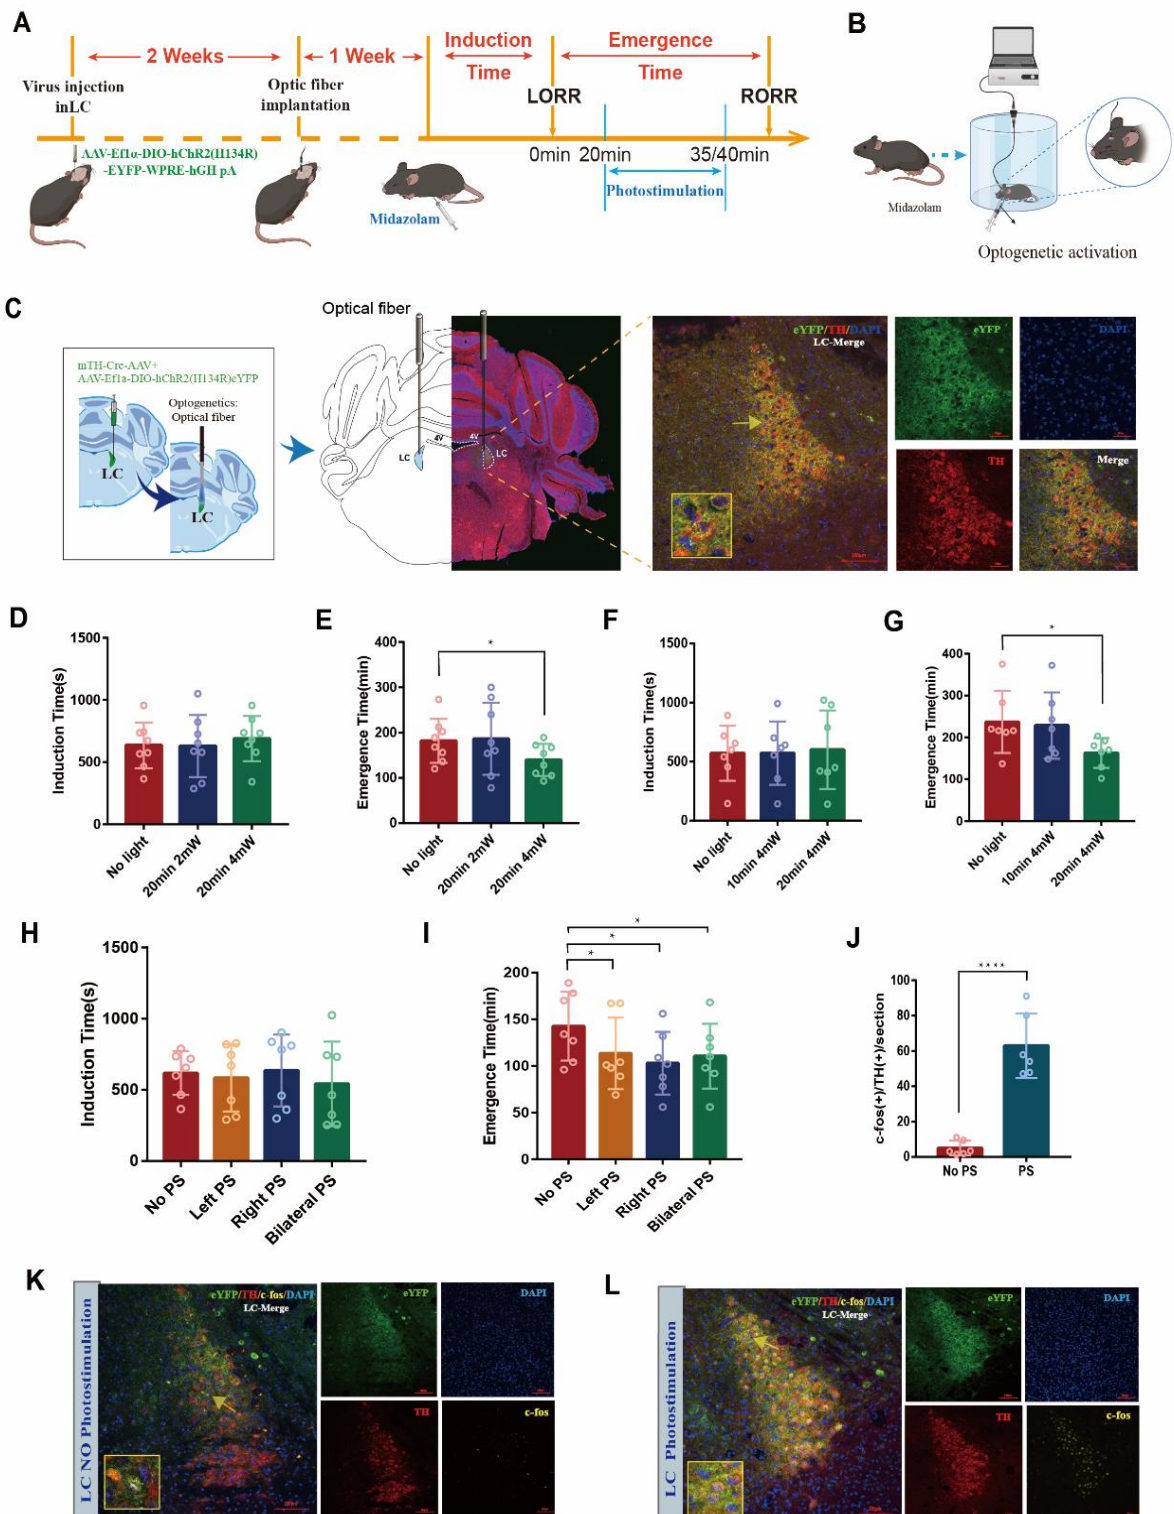 A
2 Weeks
1 Week
Induction
Time
Emergence
Time
Virus injection
inLC
Optic fiber
implantation
LORR
RORR
AAV-Ef1α-DIO-hChR2(H134R)
-EYFP-WPRE-hGH pA
0min
20min
35/40min
Photostimulation
Midazolam
B
Midazolam
Optogenetic activation
C
mTH-Cre-AAV+
AAV-Ef1a-DIO-hChR2(H134R)eYFP
Optogenetics:
Optical fiber
LC
LC
Optical fiber
4V
4V
LC
LC
eYFP/TH/DAPI
LC-Merge
eYFP
DAPI
TH
Merge
D
Induction Time(s)
1500
1000
500
0
No light
20min 2mW
20min 4mW
E
Emergence Time(min)
400
300
200
100
0
*
No light
20min 2mW
20min 4mW
F
Induction Time(s)
1500
1000
500
0
No light
10min 4mW
20min 4mW
G
Emergence Time(min)
400
300
200
100
0
*
No light
10min 4mW
20min 4mW
H
Induction Time(s)
1500
1000
500
0
No PS
Left PS
Right PS
Bilateral PS
I
Emergence Time(min)
200
150
100
50
0
*
*
*
No PS
Left PS
Right PS
Bilateral PS
J
c-fos(+)/TH(+)/section
100
80
60
40
20
0
****
No PS
PS
K
LC NO Photostimulation
eYFP/TH/c-fos/DAPI
LC-Merge
eYFP
DAPI
TH
c-fos
L
LC Photostimulation
eYFP/TH/c-fos/DAPI
LC-Merge
eYFP
DAPI
TH
c-fos